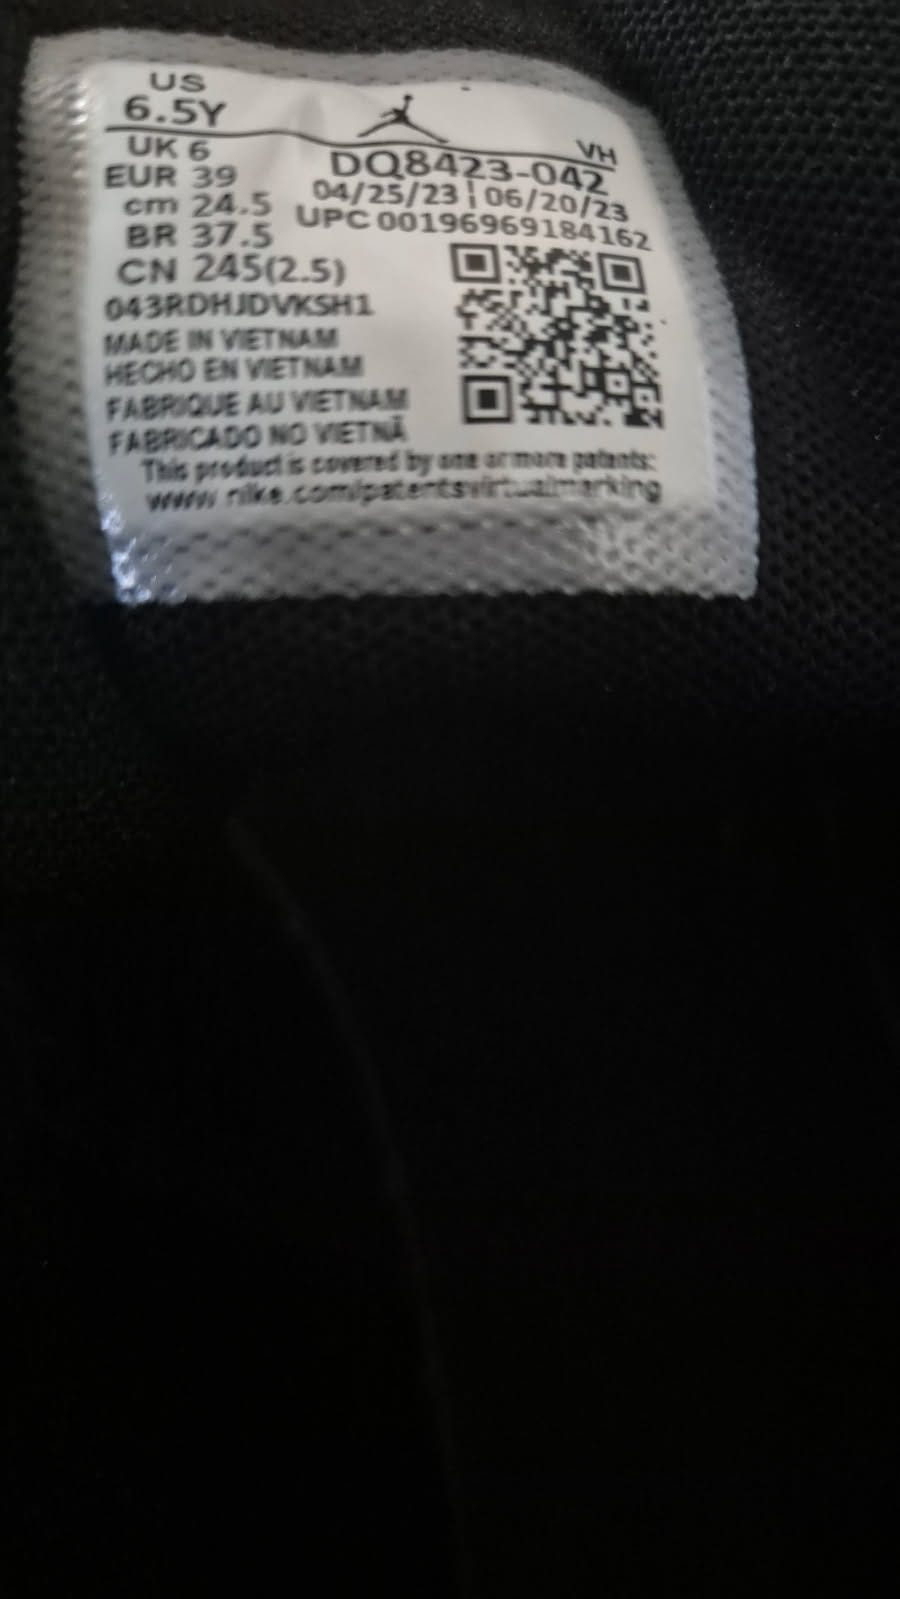 US
6.5Y
UK 6
EUR 39
cm 24.5
BR 37.5
CN 245(2.5)
VH
DQ8423-042
04/25/23 | 06/20/23
UPC 00196969184162
043RDHJDVKSH1
MADE IN VIETNAM
HECHO EN VIETNAM
FABRIQUE AU VIETNAM
FABRICADO NO VIETNÃ
This product is covered by one or more patents:
www.nike.com/patentsvirtualmarking